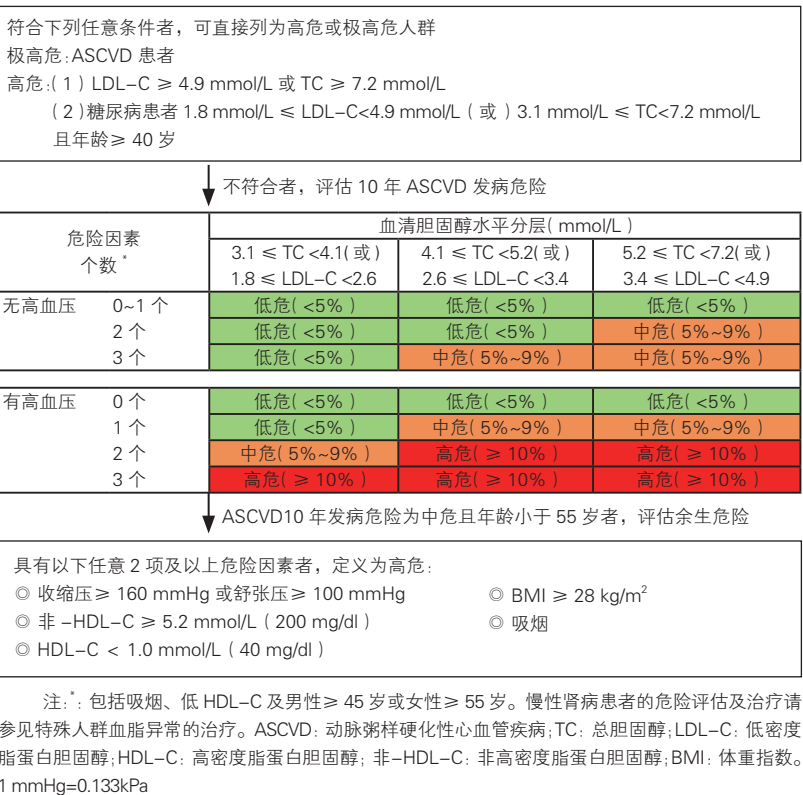 符合下列任意条件者，可直接列为高危或极高危人群
极高危:ASCVD 患者
高危:( 1 ) LDL-C ≥ 4.9 mmol/L 或 TC ≥ 7.2 mmol/L
( 2 )糖尿病患者 1.8 mmol/L ≤ LDL-C<4.9 mmol/L ( 或 ) 3.1 mmol/L ≤ TC<7.2 mmol/L
且年龄≥ 40 岁
不符合者，评估 10 年 ASCVD 发病危险
危险因素
个数 *
血清胆固醇水平分层( mmol/L )
3.1 ≤ TC <4.1( 或 ) 4.1 ≤ TC <5.2( 或 ) 5.2 ≤ TC <7.2( 或 )
1.8 ≤ LDL-C <2.6 2.6 ≤ LDL-C <3.4 3.4 ≤ LDL-C <4.9
无高血压 0~1 个 低危( <5% ) 低危( <5% ) 低危( <5% )
2 个 低危( <5% ) 低危( <5% ) 中危( 5%~9% )
3 个 低危( <5% ) 中危( 5%~9% ) 中危( 5%~9% )
有高血压 0 个 低危( <5% ) 低危( <5% ) 低危( <5% )
1 个 低危( <5% ) 中危( 5%~9% ) 中危( 5%~9% )
2 个 中危( 5%~9% ) 高危( ≥ 10% ) 高危( ≥ 10% )
3 个 高危( ≥ 10% ) 高危( ≥ 10% ) 高危( ≥ 10% )
ASCVD10 年发病危险为中危且年龄小于 55 岁者，评估余生危险
具有以下任意 2 项及以上危险因素者，定义为高危:
◎ 收缩压≥ 160 mmHg 或舒张压≥ 100 mmHg ◎ BMI ≥ 28 kg/m²
◎ 非 -HDL-C ≥ 5.2 mmol/L ( 200 mg/dl ) ◎ 吸烟
◎ HDL-C < 1.0 mmol/L ( 40 mg/dl )
注:*: 包括吸烟、低 HDL-C 及男性≥ 45 岁或女性≥ 55 岁。慢性肾病患者的危险评估及治疗请
参见特殊人群血脂异常的治疗。ASCVD: 动脉粥样硬化性心血管疾病;TC: 总胆固醇;LDL-C: 低密度
脂蛋白胆固醇;HDL-C: 高密度脂蛋白胆固醇; 非-HDL-C: 非高密度脂蛋白胆固醇;BMI: 体重指数。
1 mmHg=0.133kPa